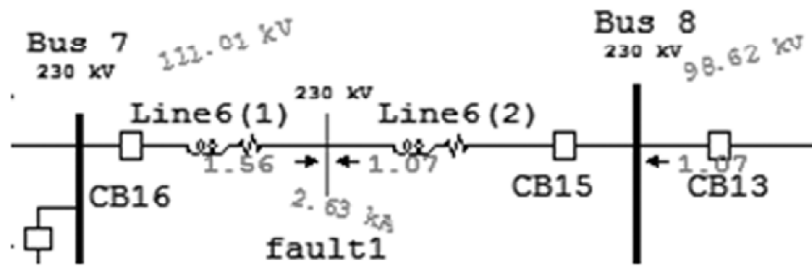 Bus 7
230 kV
111.01 kV
Bus 8
230 kV
98.62 kV
230 kV
Line6(1)
Line6(2)
1.56
1.07
1.07
CB16
CB15
CB13
2.63 kA
fault1